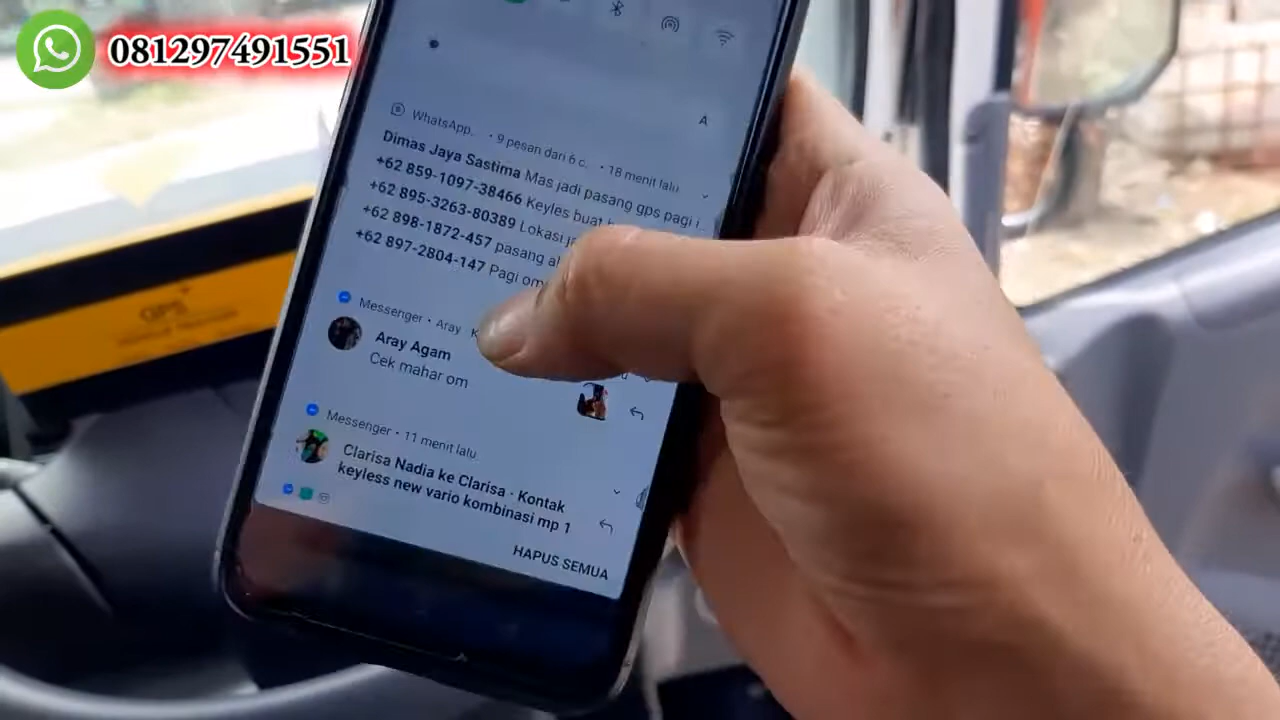 081297491551
A
WhatsApp. • 9 pesan dari 6 c. • 18 menit lalu
Dimas Jaya Sastima Mas jadi pasang gps pagi i
+62 859-1097-38466 Keyles buat
+62 895-3263-80389 Lokasi
+62 898-1872-457 pasang
+62 897-2804-147 Pagi om
GPS
Messenger • Aray
Aray Agam
Cek mahar om
Messenger • 11 menit lalu
Clarisa Nadia ke Clarisa · Kontak
keyless new vario kombinasi mp 1
HAPUS SEMUA